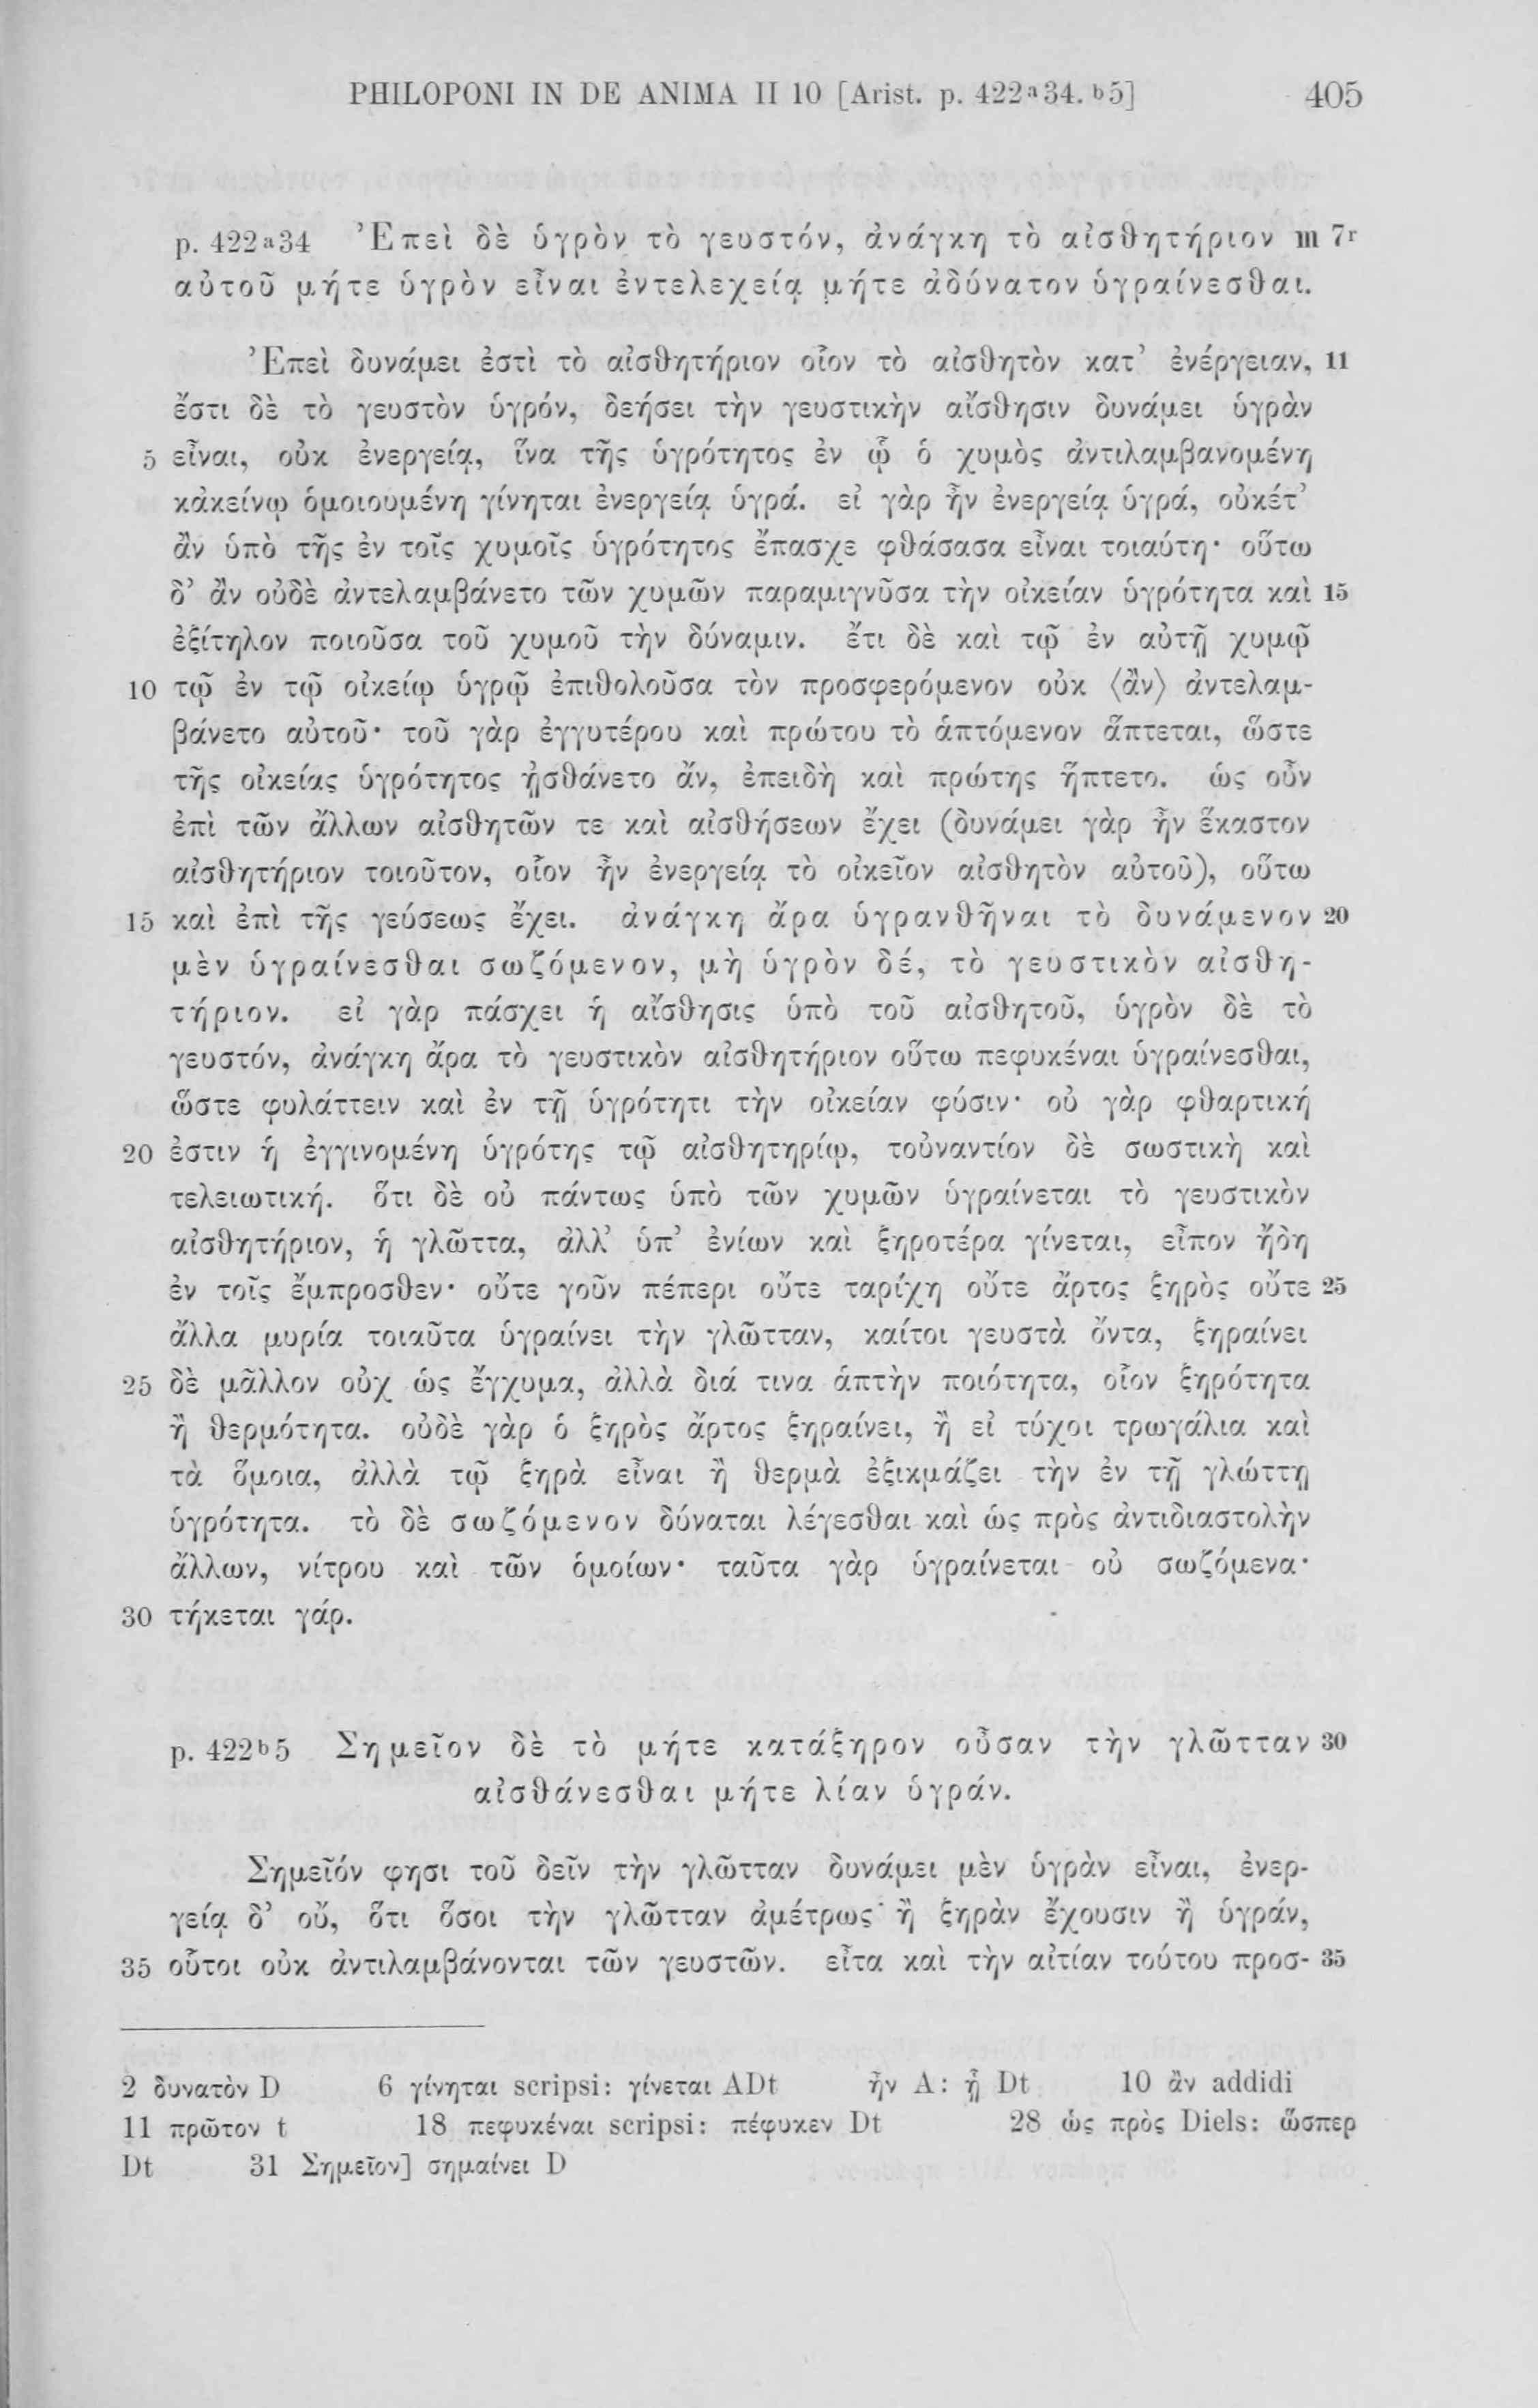 PHILOPONI IN DE ANIMA II 10 [Arist. p. 422ᵃ34. ᵇ5] 405
p. 422ᵃ34 Ἐπεὶ δὲ ὑγρὸν τὸ γευστόν, ἀνάγκη τὸ αἰσθητήριον m 7ʳ
αὐτοῦ μήτε ὑγρὸν εἶναι ἐντελεχείᾳ μήτε ἀδύνατον ὑγραίνεσθαι.
Ἐπεὶ δυνάμει ἐστὶ τὸ αἰσθητήριον οἷον τὸ αἰσθητὸν κατ’ ἐνέργειαν, 11
ἔστι δὲ τὸ γευστὸν ὑγρόν, δεήσει τὴν γευστικὴν αἴσθησιν δυνάμει ὑγρὰν
5 εἶναι, οὐκ ἐνεργείᾳ, ἵνα τῆς ὑγρότητος ἐν ᾧ ὁ χυμὸς ἀντιλαμβανομένη
κἀκείνῳ ὁμοιουμένη γίνηται ἐνεργείᾳ ὑγρά. εἰ γὰρ ἦν ἐνεργείᾳ ὑγρά, οὐκέτ’
ἂν ὑπὸ τῆς ἐν τοῖς χυμοῖς ὑγρότητος ἔπασχε φθάσασα εἶναι τοιαύτη· οὕτω
δ’ ἂν οὐδὲ ἀντελαμβάνετο τῶν χυμῶν παραμιγνῦσα τὴν οἰκείαν ὑγρότητα καὶ 15
ἐξίτηλον ποιοῦσα τοῦ χυμοῦ τὴν δύναμιν. ἔτι δὲ καὶ τῷ ἐν αὐτῇ χυμῷ
10 τῷ ἐν τῷ οἰκείῳ ὑγρῷ ἐπιθολοῦσα τὸν προσφερόμενον οὐκ ⟨ἂν⟩ ἀντελαμ-
βάνετο αὐτοῦ· τοῦ γὰρ ἐγγυτέρου καὶ πρώτου τὸ ἁπτόμενον ἅπτεται, ὥστε
τῆς οἰκείας ὑγρότητος ᾐσθάνετο ἄν, ἐπειδὴ καὶ πρώτης ἥπτετο. ὡς οὖν
ἐπὶ τῶν ἄλλων αἰσθητῶν τε καὶ αἰσθήσεων ἔχει (δυνάμει γὰρ ἦν ἕκαστον
αἰσθητήριον τοιοῦτον, οἷον ἦν ἐνεργείᾳ τὸ οἰκεῖον αἰσθητὸν αὐτοῦ), οὕτω
15 καὶ ἐπὶ τῆς γεύσεως ἔχει. ἀνάγκη ἄρα ὑγρανθῆναι τὸ δυνάμενον 20
μὲν ὑγραίνεσθαι σωζόμενον, μὴ ὑγρὸν δέ, τὸ γευστικὸν αἰσθη-
τήριον. εἰ γὰρ πάσχει ἡ αἴσθησις ὑπὸ τοῦ αἰσθητοῦ, ὑγρὸν δὲ τὸ
γευστόν, ἀνάγκη ἄρα τὸ γευστικὸν αἰσθητήριον οὕτω πεφυκέναι ὑγραίνεσθαι,
ὥστε φυλάττειν καὶ ἐν τῇ ὑγρότητι τὴν οἰκείαν φύσιν· οὐ γὰρ φθαρτική
20 ἐστιν ἡ ἐγγινομένη ὑγρότης τῷ αἰσθητηρίῳ, τοὐναντίον δὲ σωστικὴ καὶ
τελειωτική. ὅτι δὲ οὐ πάντως ὑπὸ τῶν χυμῶν ὑγραίνεται τὸ γευστικὸν
αἰσθητήριον, ἡ γλῶττα, ἀλλ’ ὑπ’ ἐνίων καὶ ξηροτέρα γίνεται, εἶπον ἤδη
ἐν τοῖς ἔμπροσθεν· οὔτε γοῦν πέπερι οὔτε ταρίχη οὔτε ἄρτος ξηρὸς οὔτε 25
ἄλλα μυρία τοιαῦτα ὑγραίνει τὴν γλῶτταν, καίτοι γευστὰ ὄντα, ξηραίνει
25 δὲ μᾶλλον οὐχ ὡς ἔγχυμα, ἀλλὰ διά τινα ἁπτὴν ποιότητα, οἷον ξηρότητα
ἢ θερμότητα. οὐδὲ γὰρ ὁ ξηρὸς ἄρτος ξηραίνει, ἢ εἰ τύχοι τρωγάλια καὶ
τὰ ὅμοια, ἀλλὰ τῷ ξηρὰ εἶναι ἢ θερμὰ ἐξικμάζει τὴν ἐν τῇ γλώττῃ
ὑγρότητα. τὸ δὲ σωζόμενον δύναται λέγεσθαι καὶ ὡς πρὸς ἀντιδιαστολὴν
ἄλλων, νίτρου καὶ τῶν ὁμοίων· ταῦτα γὰρ ὑγραίνεται οὐ σωζόμενα·
30 τήκεται γάρ.
p. 422ᵇ5 Σημεῖον δὲ τὸ μήτε κατάξηρον οὖσαν τὴν γλῶτταν 30
αἰσθάνεσθαι μήτε λίαν ὑγράν.
Σημεῖόν φησι τοῦ δεῖν τὴν γλῶτταν δυνάμει μὲν ὑγρὰν εἶναι, ἐνερ-
γείᾳ δ’ οὔ, ὅτι ὅσοι τὴν γλῶτταν ἀμέτρως ἢ ξηρὰν ἔχουσιν ἢ ὑγράν,
35 οὗτοι οὐκ ἀντιλαμβάνονται τῶν γευστῶν. εἶτα καὶ τὴν αἰτίαν τούτου προσ- 35
2 δυνατὸν D 6 γίνηται scripsi: γίνεται ADt ἦν A: ᾖ Dt 10 ἂν addidi
11 πρῶτον t 18 πεφυκέναι scripsi: πέφυκεν Dt 28 ὡς πρὸς Diels: ὥσπερ
Dt 31 Σημεῖον] σημαίνει D